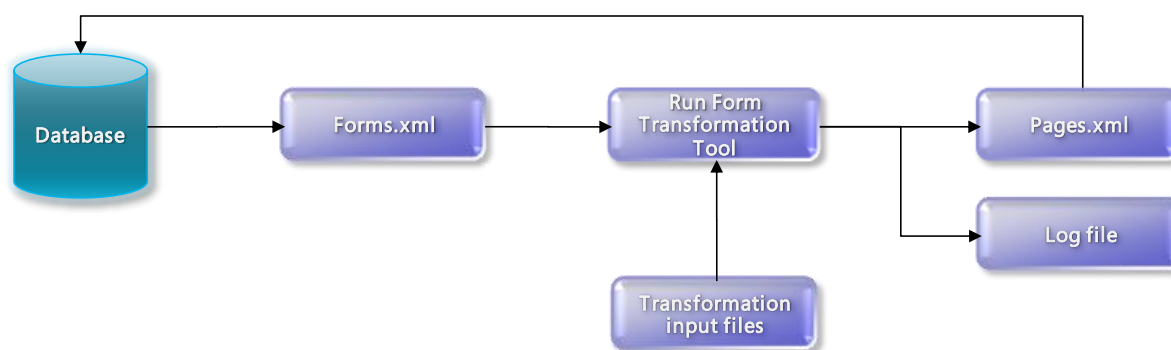 Database
Forms.xml
Run Form
Transformation
Tool
Pages.xml
Log file
Transformation
input files